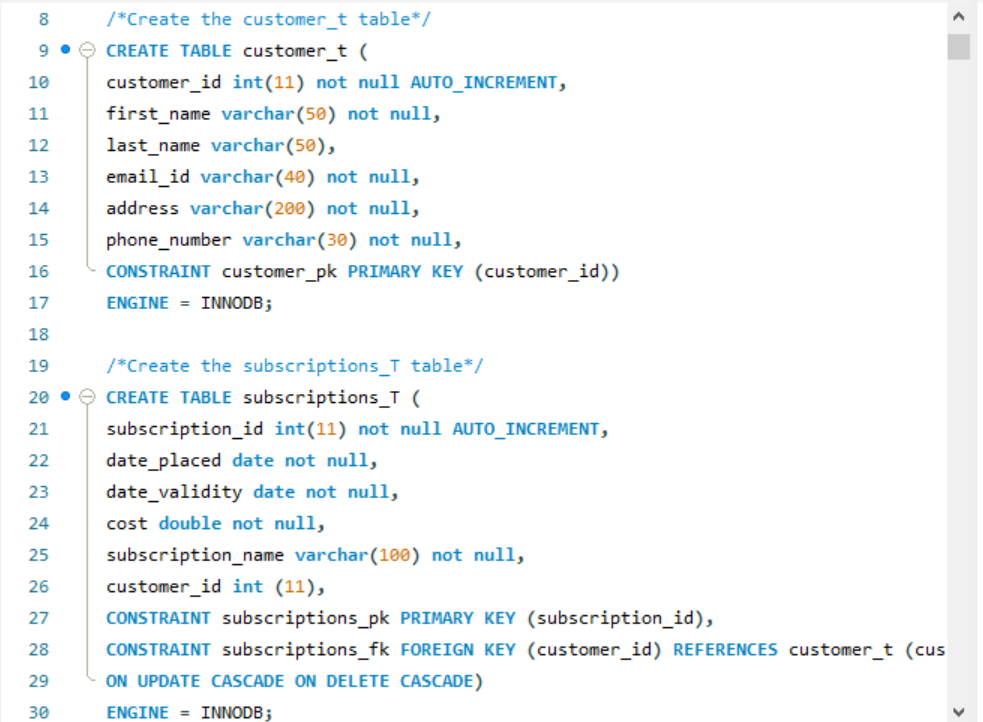 8 /*Create the customer_t table*/
9 CREATE TABLE customer_t (
10 customer_id int(11) not null AUTO_INCREMENT,
11 first_name varchar(50) not null,
12 last_name varchar(50),
13 email_id varchar(40) not null,
14 address varchar(200) not null,
15 phone_number varchar(30) not null,
16 CONSTRAINT customer_pk PRIMARY KEY (customer_id))
17 ENGINE = INNODB;
18
19 /*Create the subscriptions_T table*/
20 CREATE TABLE subscriptions_T (
21 subscription_id int(11) not null AUTO_INCREMENT,
22 date_placed date not null,
23 date_validity date not null,
24 cost double not null,
25 subscription_name varchar(100) not null,
26 customer_id int (11),
27 CONSTRAINT subscriptions_pk PRIMARY KEY (subscription_id),
28 CONSTRAINT subscriptions_fk FOREIGN KEY (customer_id) REFERENCES customer_t (cus
29 ON UPDATE CASCADE ON DELETE CASCADE)
30 ENGINE = INNODB;